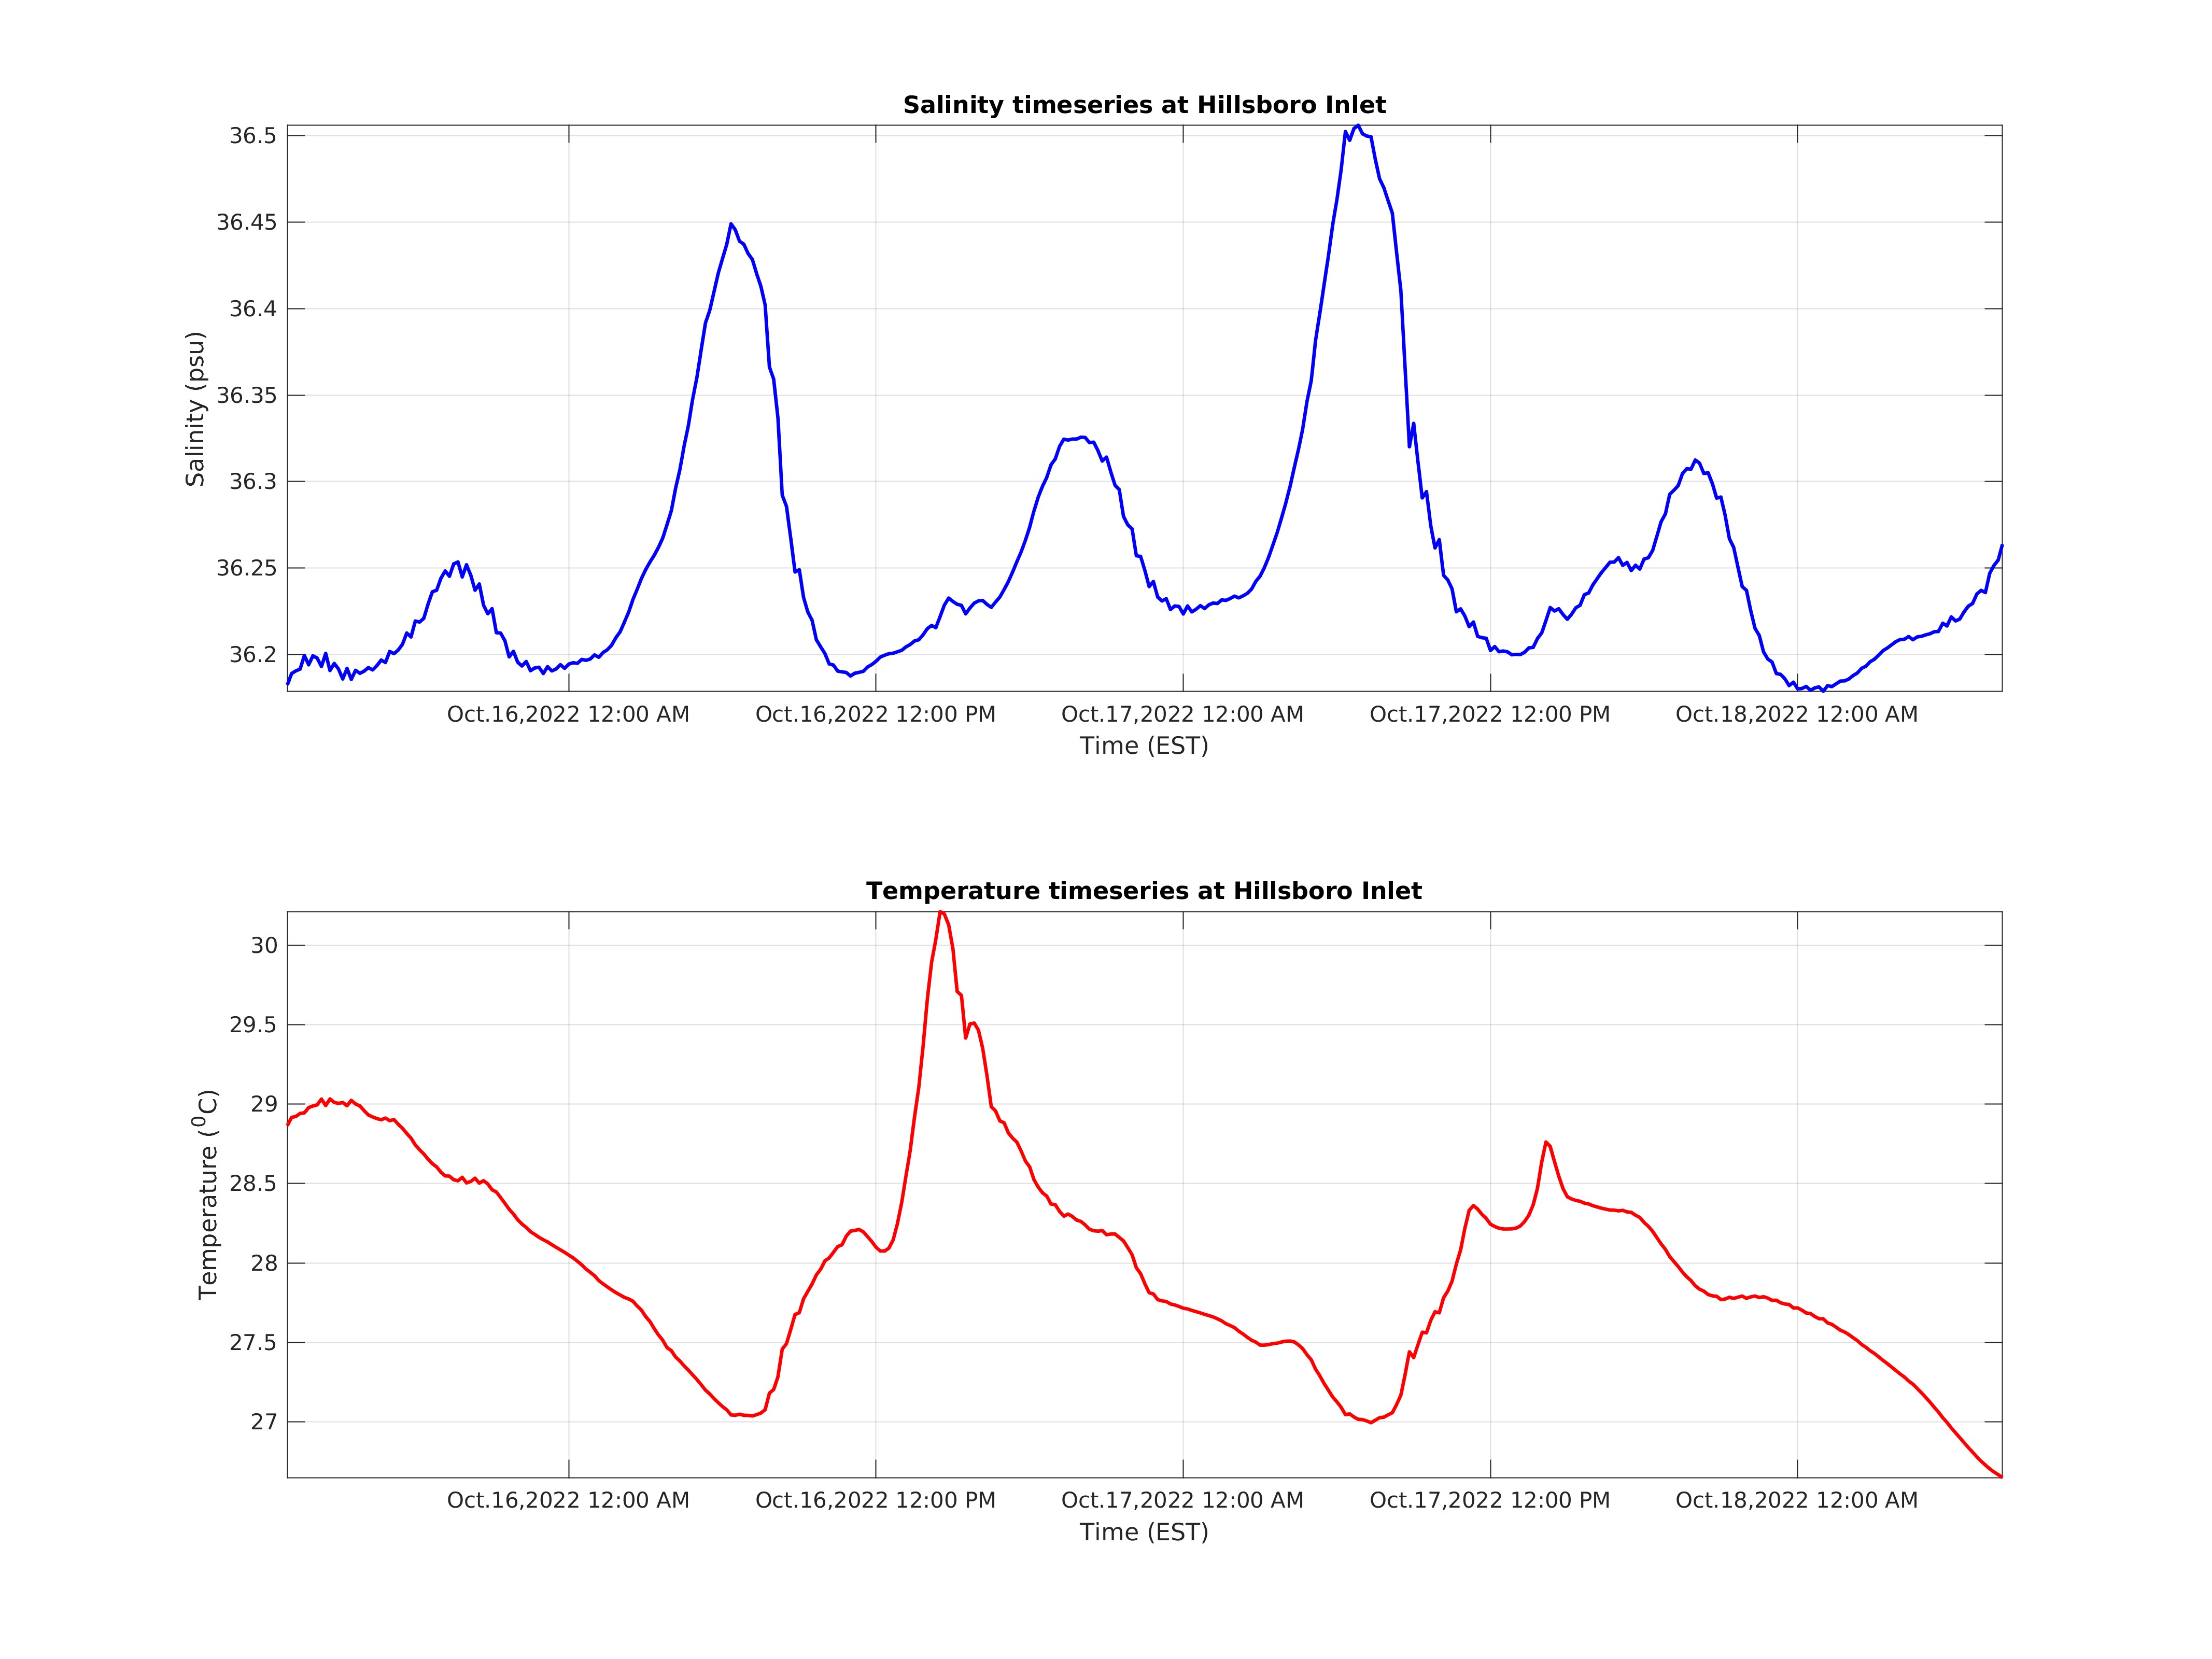 Salinity timeseries at Hillsboro Inlet
36.5
36.45
36.4
36.35
36.3
36.25
36.2
Salinity (psu)
Oct.16,2022 12:00 AM Oct.16,2022 12:00 PM Oct.17,2022 12:00 AM Oct.17,2022 12:00 PM Oct.18,2022 12:00 AM
Time (EST)
Temperature timeseries at Hillsboro Inlet
30
29.5
29
28.5
28
27.5
27
Temperature (⁰C)
Oct.16,2022 12:00 AM Oct.16,2022 12:00 PM Oct.17,2022 12:00 AM Oct.17,2022 12:00 PM Oct.18,2022 12:00 AM
Time (EST)